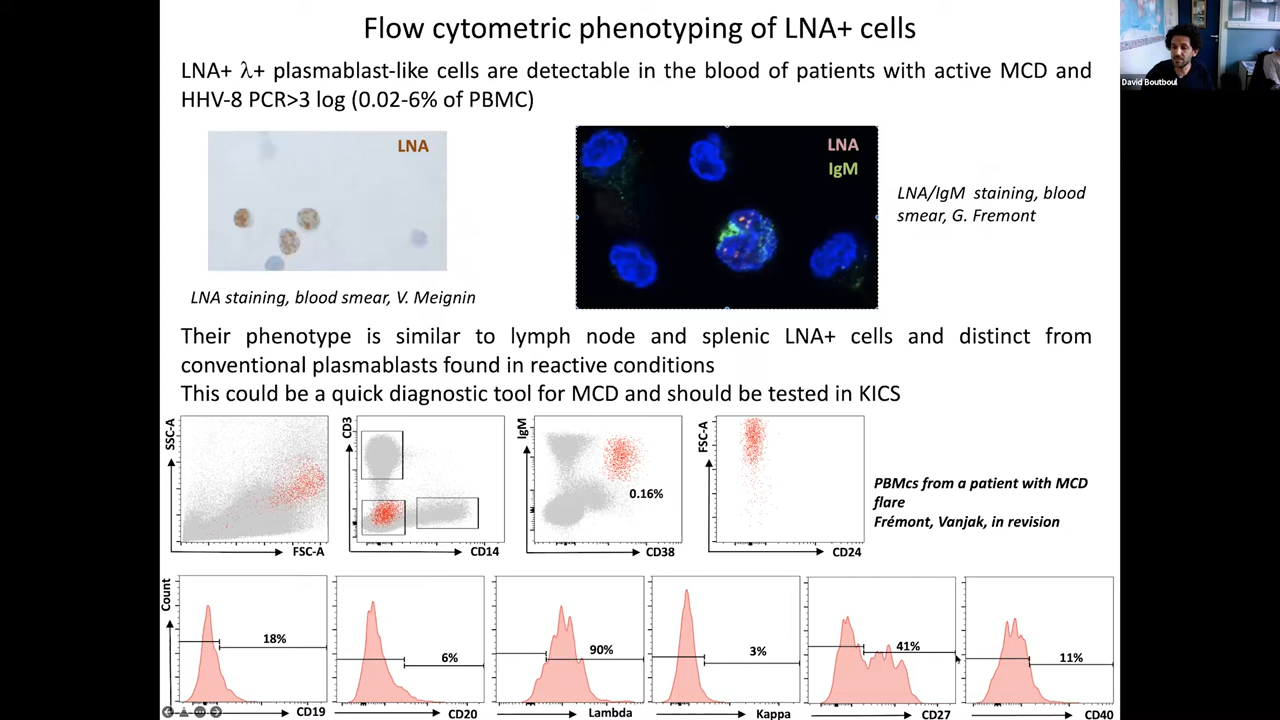 Flow cytometric phenotyping of LNA+ cells
David Boutboul
LNA+ λ+ plasmablast-like cells are detectable in the blood of patients with active MCD and
HHV-8 PCR>3 log (0.02-6% of PBMC)
LNA
LNA
IgM
LNA/IgM staining, blood
smear, G. Fremont
LNA staining, blood smear, V. Meignin
Their phenotype is similar to lymph node and splenic LNA+ cells and distinct from
conventional plasmablasts found in reactive conditions
This could be a quick diagnostic tool for MCD and should be tested in KICS
SSC-A
FSC-A
CD3
CD14
IgM
0.16%
CD38
FSC-A
CD24
PBMCs from a patient with MCD
flare
Frémont, Vanjak, in revision
Count
18%
CD19
6%
CD20
90%
Lambda
3%
Kappa
41%
CD27
11%
CD40